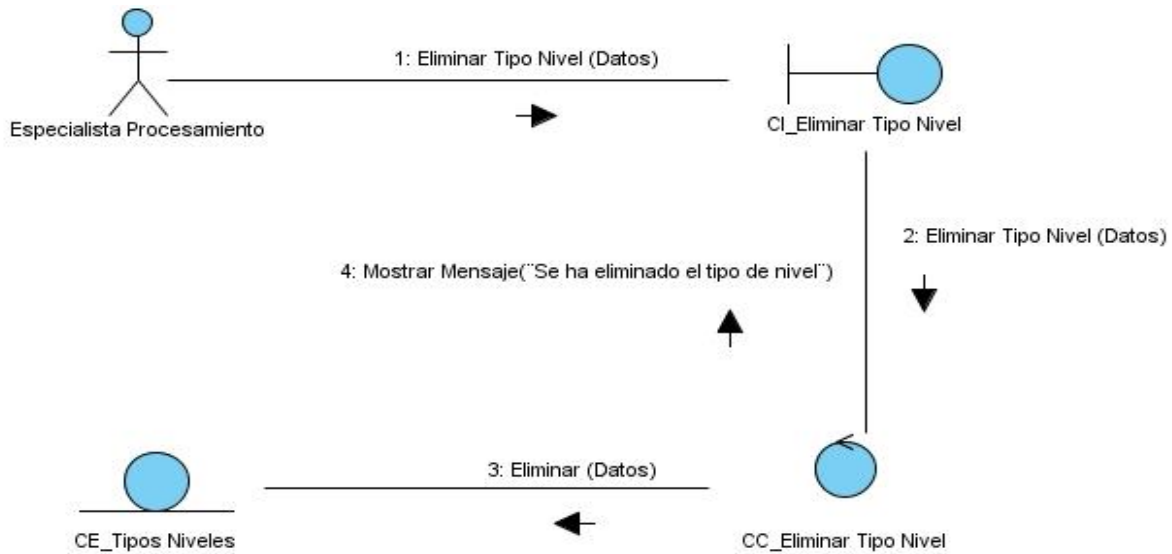 1: Eliminar Tipo Nivel (Datos)
Especialista Procesamiento
CI_Eliminar Tipo Nivel
2: Eliminar Tipo Nivel (Datos)
4: Mostrar Mensaje(¨Se ha eliminado el tipo de nivel¨)
3: Eliminar (Datos)
CE_Tipos Niveles
CC_Eliminar Tipo Nivel